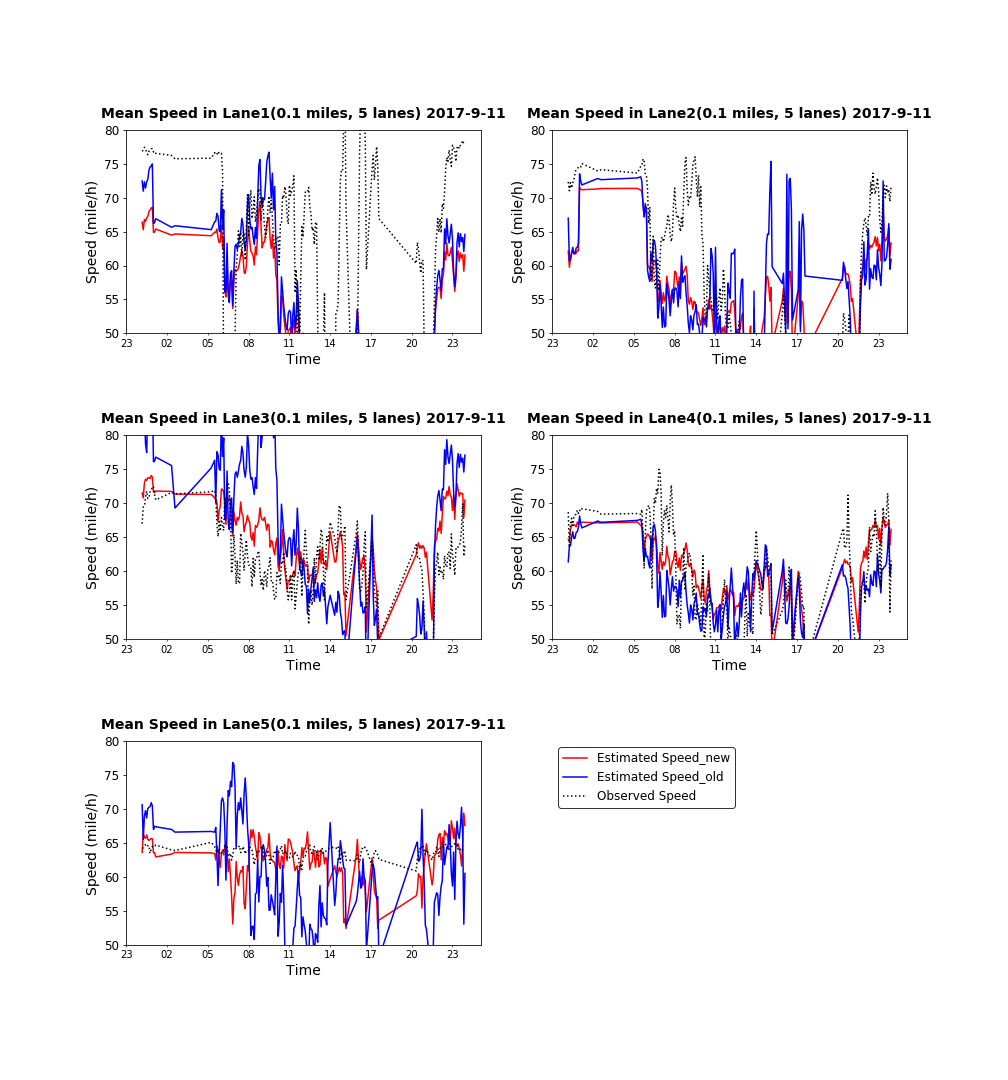 Mean Speed in Lane1(0.1 miles, 5 lanes) 2017-9-11
Speed (mile/h)
80
75
70
65
60
55
50
23 02 05 08 11 14 17 20 23
Time
Mean Speed in Lane2(0.1 miles, 5 lanes) 2017-9-11
Speed (mile/h)
80
75
70
65
60
55
50
23 02 05 08 11 14 17 20 23
Time
Mean Speed in Lane3(0.1 miles, 5 lanes) 2017-9-11
Speed (mile/h)
80
75
70
65
60
55
50
23 02 05 08 11 14 17 20 23
Time
Mean Speed in Lane4(0.1 miles, 5 lanes) 2017-9-11
Speed (mile/h)
80
75
70
65
60
55
50
23 02 05 08 11 14 17 20 23
Time
Mean Speed in Lane5(0.1 miles, 5 lanes) 2017-9-11
Speed (mile/h)
80
75
70
65
60
55
50
23 02 05 08 11 14 17 20 23
Time
Estimated Speed_new
Estimated Speed_old
Observed Speed